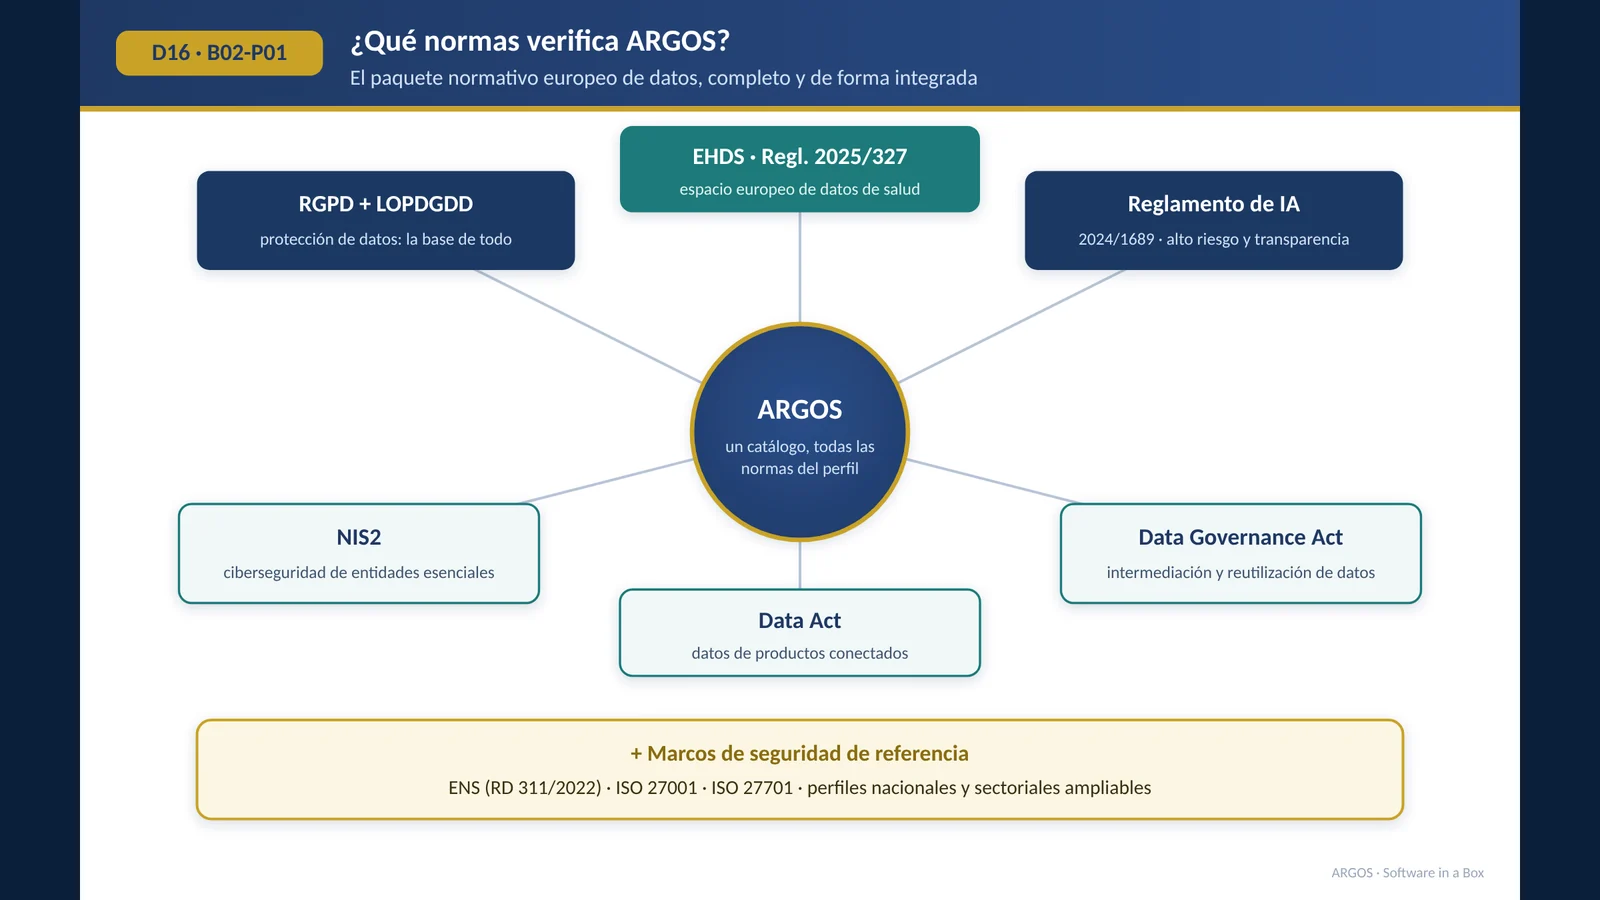 D16 · B02-P01
¿Qué normas verifica ARGOS?
El paquete normativo europeo de datos, completo y de forma integrada
EHDS · Regl. 2025/327
espacio europeo de datos de salud
RGPD + LOPDGDD
protección de datos: la base de todo
Reglamento de IA
2024/1689 · alto riesgo y transparencia
ARGOS
un catálogo, todas las
normas del perfil
NIS2
ciberseguridad de entidades esenciales
Data Governance Act
intermediación y reutilización de datos
Data Act
datos de productos conectados
+ Marcos de seguridad de referencia
ENS (RD 311/2022) · ISO 27001 · ISO 27701 · perfiles nacionales y sectoriales ampliables
ARGOS · Software in a Box